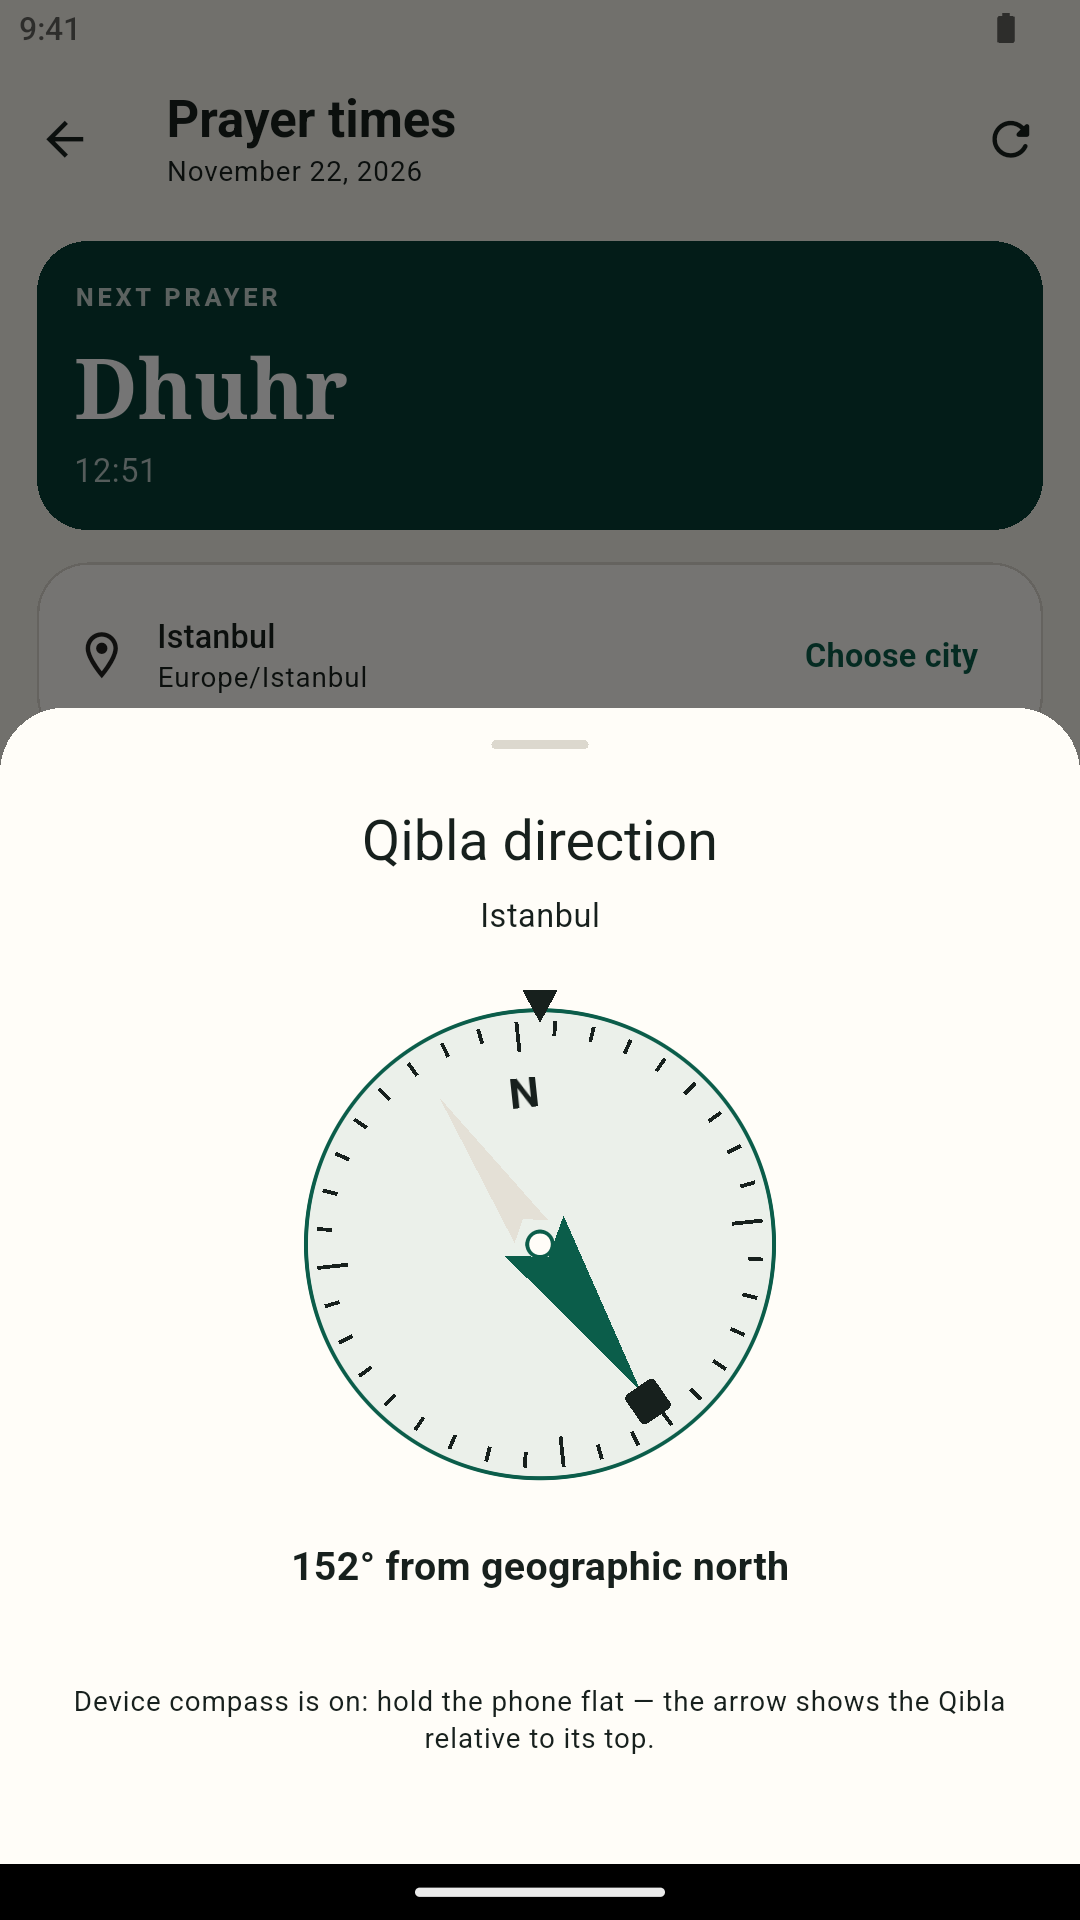 9:41
Prayer times
November 22, 2026
NEXT PRAYER
Dhuhr
12:51
Istanbul
Europe/Istanbul
Choose city
Qibla direction
Istanbul
N
152° from geographic north
Device compass is on: hold the phone flat — the arrow shows the Qibla
relative to its top.